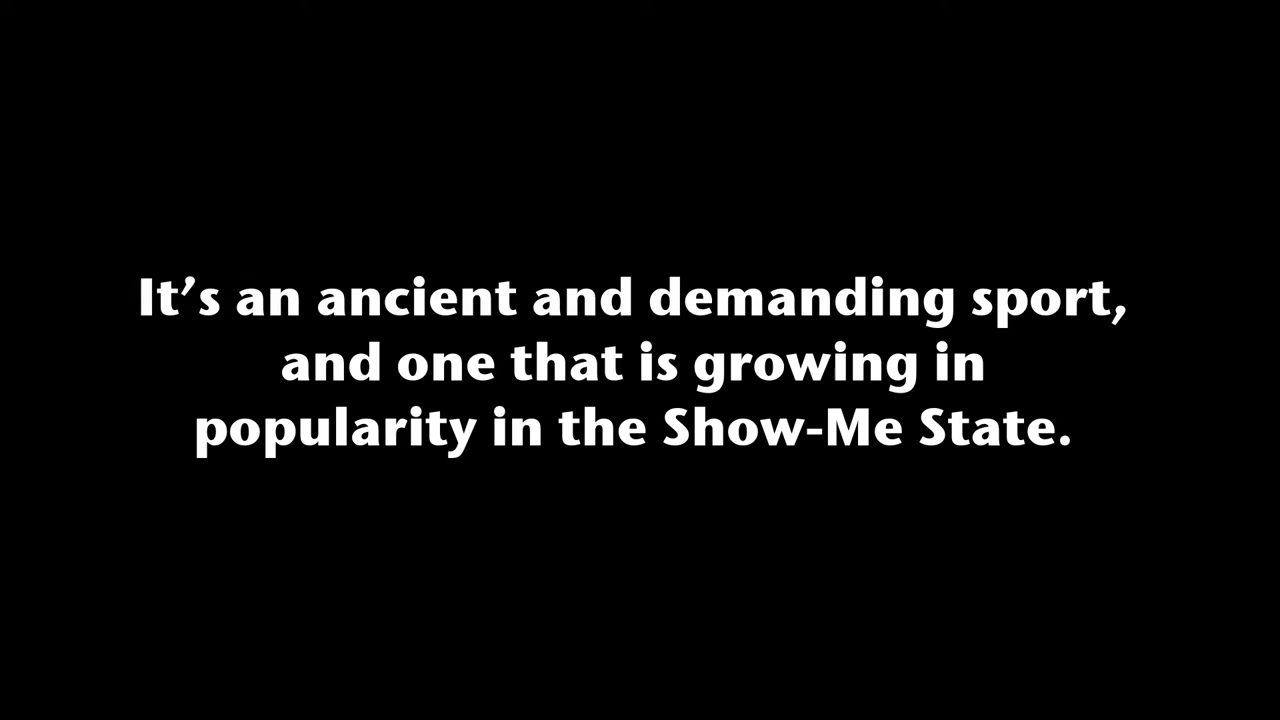 It’s an ancient and demanding sport,
and one that is growing in
popularity in the Show-Me State.